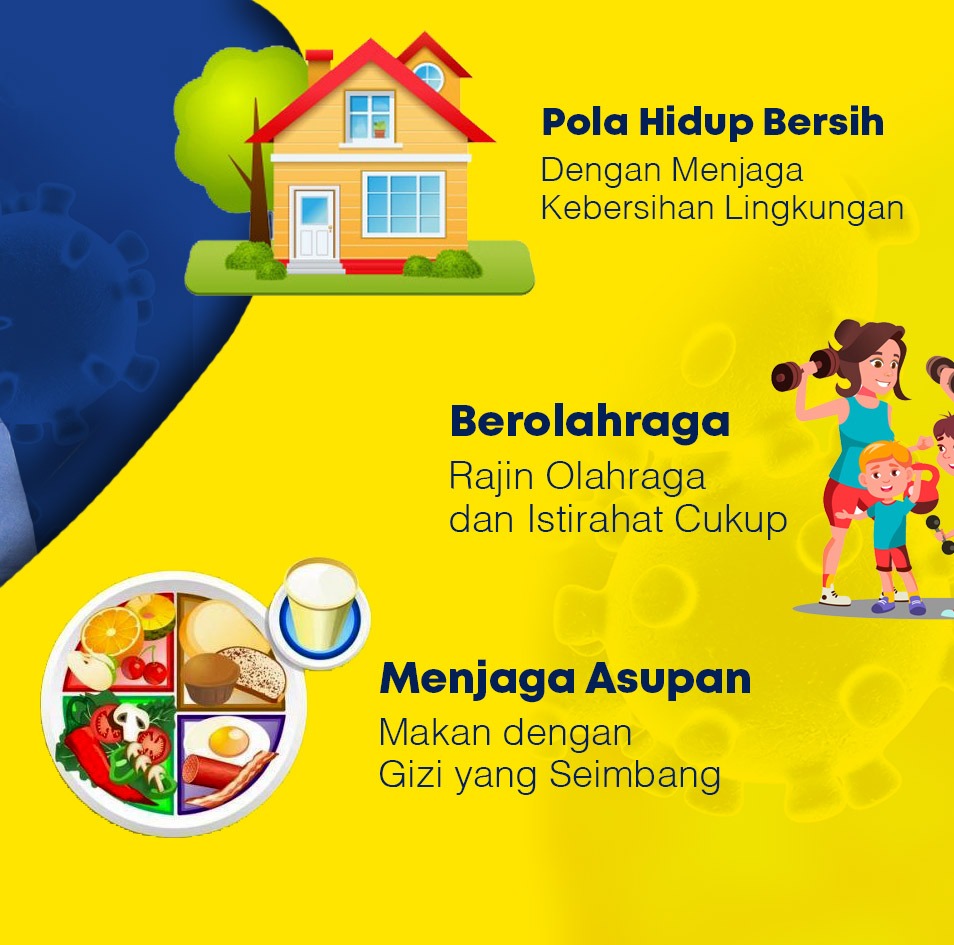 Pola Hidup Bersih
Dengan Menjaga
Kebersihan Lingkungan
Berolahraga
Rajin Olahraga
dan Istirahat Cukup
Menjaga Asupan
Makan dengan
Gizi yang Seimbang